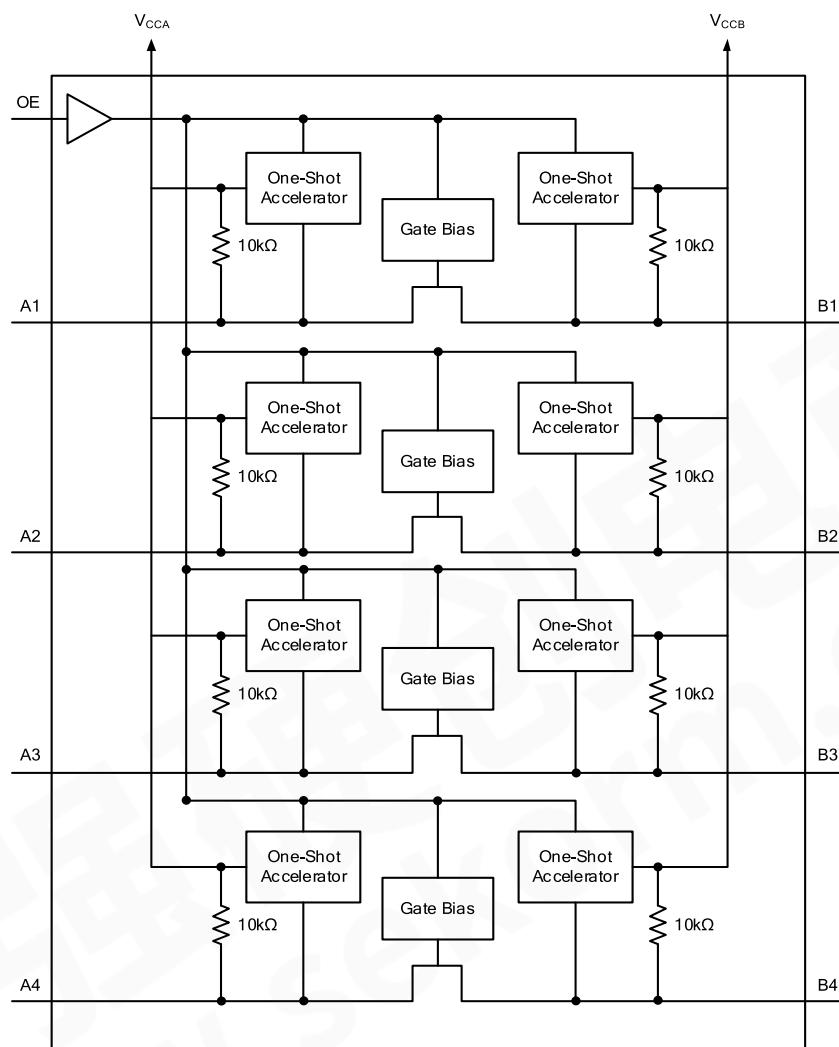 VCCA
VCCB
OE
One-Shot
Accelerator
One-Shot
Accelerator
Gate Bias
10kΩ
10kΩ
A1
B1
One-Shot
Accelerator
One-Shot
Accelerator
Gate Bias
10kΩ
10kΩ
A2
B2
One-Shot
Accelerator
One-Shot
Accelerator
Gate Bias
10kΩ
10kΩ
A3
B3
One-Shot
Accelerator
One-Shot
Accelerator
Gate Bias
10kΩ
10kΩ
A4
B4